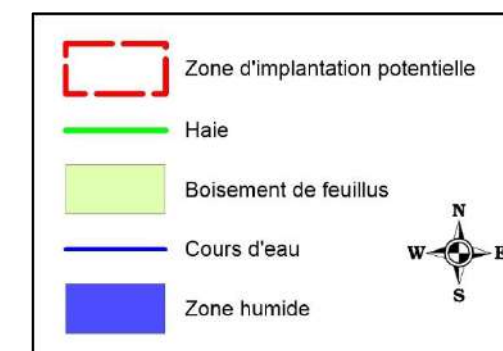 Zone d'implantation potentielle
Haie
Boisement de feuillus
Cours d'eau
Zone humide
N
W E
S